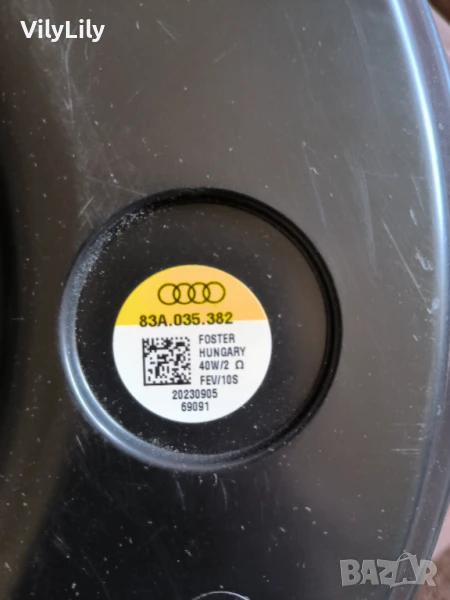 VilyLily
83A.035.382
FOSTER
HUNGARY
40W/2 Ω
FEV/10S
20230905
69091
BAZAR